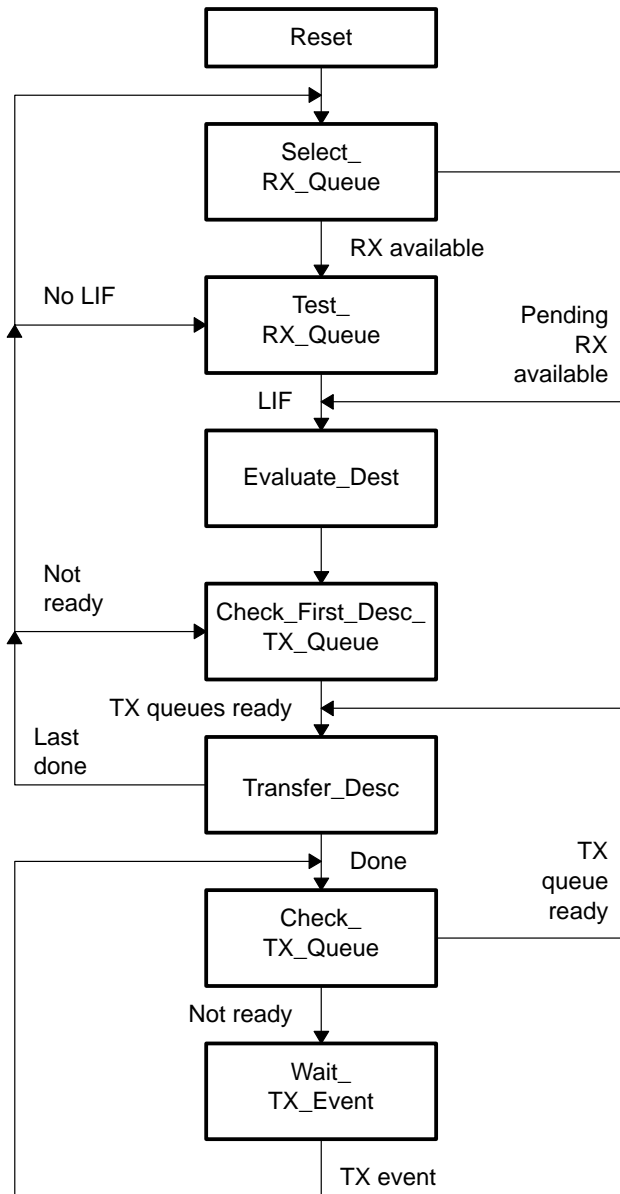 Reset
Select_
RX_Queue
RX available
No LIF
Test_
RX_Queue
Pending
RX
available
LIF
Evaluate_Dest
Not
ready
Check_First_Desc_
TX_Queue
TX queues ready
Last
done
Transfer_Desc
Done
TX
queue
ready
Check_
TX_Queue
Not ready
Wait_
TX_Event
TX event